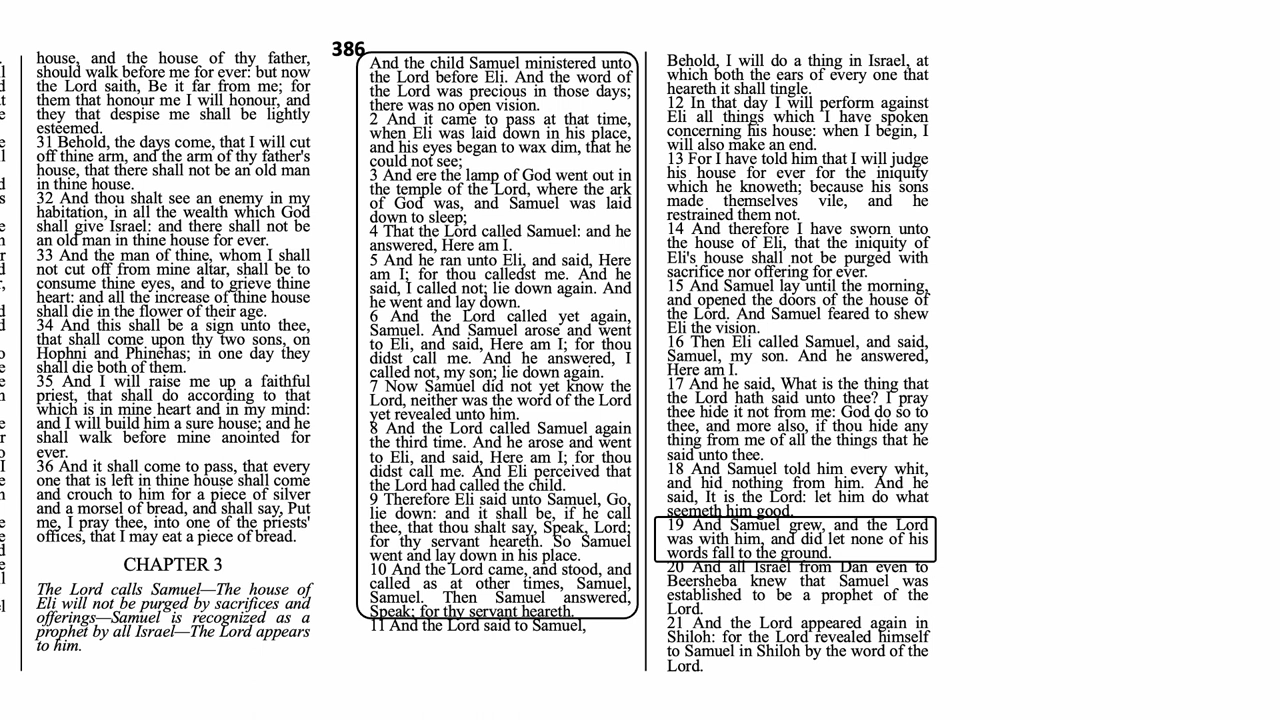 house, and the house of thy father,
should walk before me for ever: but now
the Lord saith, Be it far from me; for
them that honour me I will honour, and
they that despise me shall be lightly
esteemed.
31 Behold, the days come, that I will cut
off thine arm, and the arm of thy father's
house, that there shall not be an old man
in thine house.
32 And thou shalt see an enemy in my
habitation, in all the wealth which God
shall give Israel: and there shall not be
an old man in thine house for ever.
33 And the man of thine, whom I shall
not cut off from mine altar, shall be to
consume thine eyes, and to grieve thine
heart: and all the increase of thine house
shall die in the flower of their age.
34 And this shall be a sign unto thee,
that shall come upon thy two sons, on
Hophni and Phinehas; in one day they
shall die both of them.
35 And I will raise me up a faithful
priest, that shall do according to that
which is in mine heart and in my mind:
and I will build him a sure house; and he
shall walk before mine anointed for
ever.
36 And it shall come to pass, that every
one that is left in thine house shall come
and crouch to him for a piece of silver
and a morsel of bread, and shall say, Put
me, I pray thee, into one of the priests'
offices, that I may eat a piece of bread.
CHAPTER 3
The Lord calls Samuel—The house of
Eli will not be purged by sacrifices and
offerings—Samuel is recognized as a
prophet by all Israel—The Lord appears
to him.
386
And the child Samuel ministered unto
the Lord before Eli. And the word of
the Lord was precious in those days;
there was no open vision.
2 And it came to pass at that time,
when Eli was laid down in his place,
and his eyes began to wax dim, that he
could not see;
3 And ere the lamp of God went out in
the temple of the Lord, where the ark
of God was, and Samuel was laid
down to sleep;
4 That the Lord called Samuel: and he
answered, Here am I.
5 And he ran unto Eli, and said, Here
am I; for thou calledst me. And he
said, I called not; lie down again. And
he went and lay down.
6 And the Lord called yet again,
Samuel. And Samuel arose and went
to Eli, and said, Here am I; for thou
didst call me. And he answered, I
called not, my son; lie down again.
7 Now Samuel did not yet know the
Lord, neither was the word of the Lord
yet revealed unto him.
8 And the Lord called Samuel again
the third time. And he arose and went
to Eli, and said, Here am I; for thou
didst call me. And Eli perceived that
the Lord had called the child.
9 Therefore Eli said unto Samuel, Go,
lie down: and it shall be, if he call
thee, that thou shalt say, Speak, Lord;
for thy servant heareth. So Samuel
went and lay down in his place.
10 And the Lord came, and stood, and
called as at other times, Samuel,
Samuel. Then Samuel answered,
Speak; for thy servant heareth.
11 And the Lord said to Samuel,
Behold, I will do a thing in Israel, at
which both the ears of every one that
heareth it shall tingle.
12 In that day I will perform against
Eli all things which I have spoken
concerning his house: when I begin, I
will also make an end.
13 For I have told him that I will judge
his house for ever for the iniquity
which he knoweth; because his sons
made themselves vile, and he
restrained them not.
14 And therefore I have sworn unto
the house of Eli, that the iniquity of
Eli's house shall not be purged with
sacrifice nor offering for ever.
15 And Samuel lay until the morning,
and opened the doors of the house of
the Lord. And Samuel feared to shew
Eli the vision.
16 Then Eli called Samuel, and said,
Samuel, my son. And he answered,
Here am I.
17 And he said, What is the thing that
the Lord hath said unto thee? I pray
thee hide it not from me: God do so to
thee, and more also, if thou hide any
thing from me of all the things that he
said unto thee.
18 And Samuel told him every whit,
and hid nothing from him. And he
said, It is the Lord: let him do what
seemeth him good.
19 And Samuel grew, and the Lord
was with him, and did let none of his
words fall to the ground.
20 And all Israel from Dan even to
Beersheba knew that Samuel was
established to be a prophet of the
Lord.
21 And the Lord appeared again in
Shiloh: for the Lord revealed himself
to Samuel in Shiloh by the word of the
Lord.